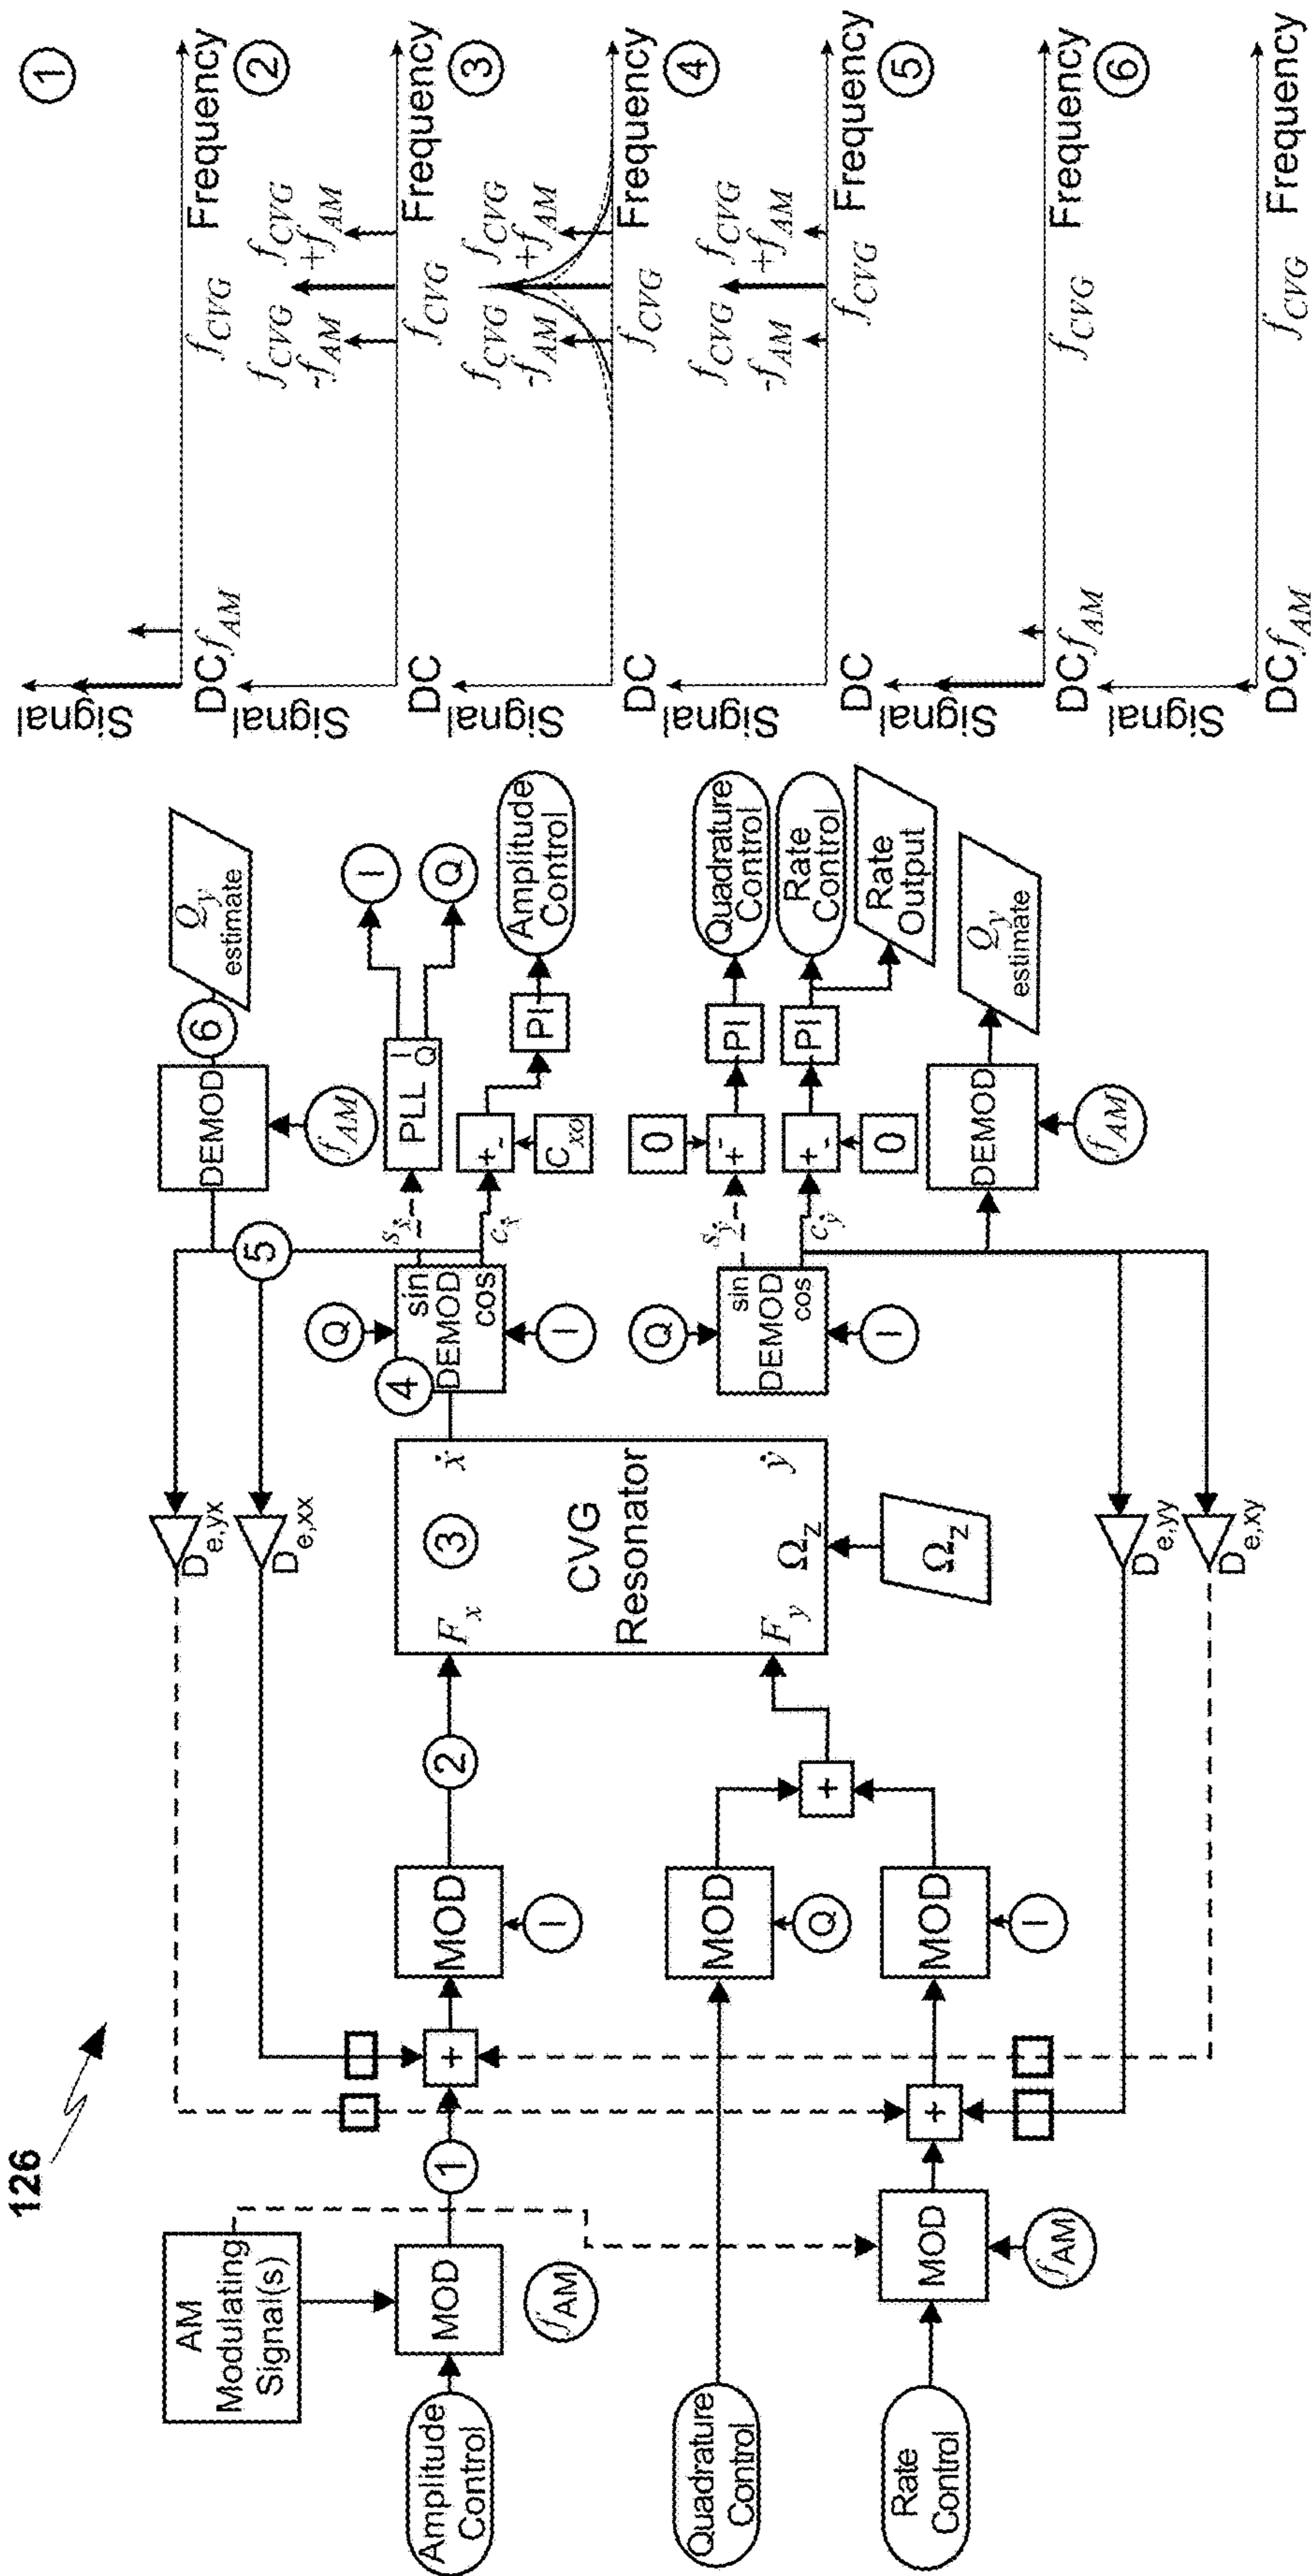 126
AM
Modulating
Signal(s)
Amplitude
Control
MOD
f_AM
1
+
MOD
I
2
Quadrature
Control
MOD
Q
Rate
Control
MOD
f_AM
+
MOD
I
+
F_x
3
ẋ
CVG
Resonator
F_y
Ω_z
ẏ
Ω_z
D_e,yx
D_e,xx
D_e,yy
D_e,xy
4
Q
sin
DEMOD
cos
I
5
s_ẋ
c_ẋ
DEMOD
f_AM
6
Q_y
estimate
PLL
I
Q
I
Q
+
-
C_xo
PI
Amplitude
Control
Q
sin
DEMOD
cos
I
s_ẏ
c_ẏ
0
+
-
PI
Quadrature
Control
+
-
0
PI
Rate
Control
Rate
Output
DEMOD
f_AM
Q_y
estimate
Signal
1
DC
f_AM
f_CVG
Frequency
Signal
2
f_CVG
-f_AM
f_CVG
+f_AM
DC
f_CVG
Frequency
Signal
3
f_CVG
-f_AM
f_CVG
+f_AM
DC
f_CVG
Frequency
Signal
4
f_CVG
-f_AM
f_CVG
+f_AM
DC
f_CVG
Frequency
Signal
5
DC
f_AM
f_CVG
Frequency
Signal
6
DC
f_AM
f_CVG
Frequency